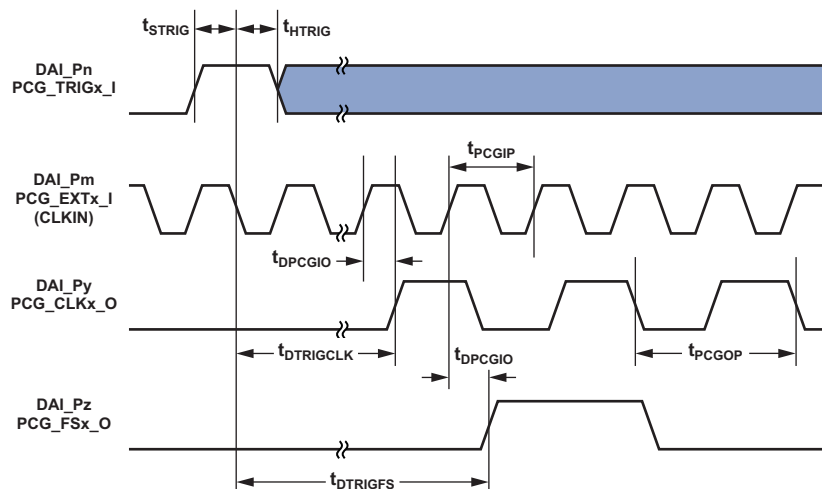 tSTRIG
tHTRIG
DAI_Pn
PCG_TRIGx_I
tPCGIP
DAI_Pm
PCG_EXTx_I
(CLKIN)
tDPCGIO
DAI_Py
PCG_CLKx_O
tDTRIGCLK
tDPCGIO
tPCGOP
DAI_Pz
PCG_FSx_O
tDTRIGFS